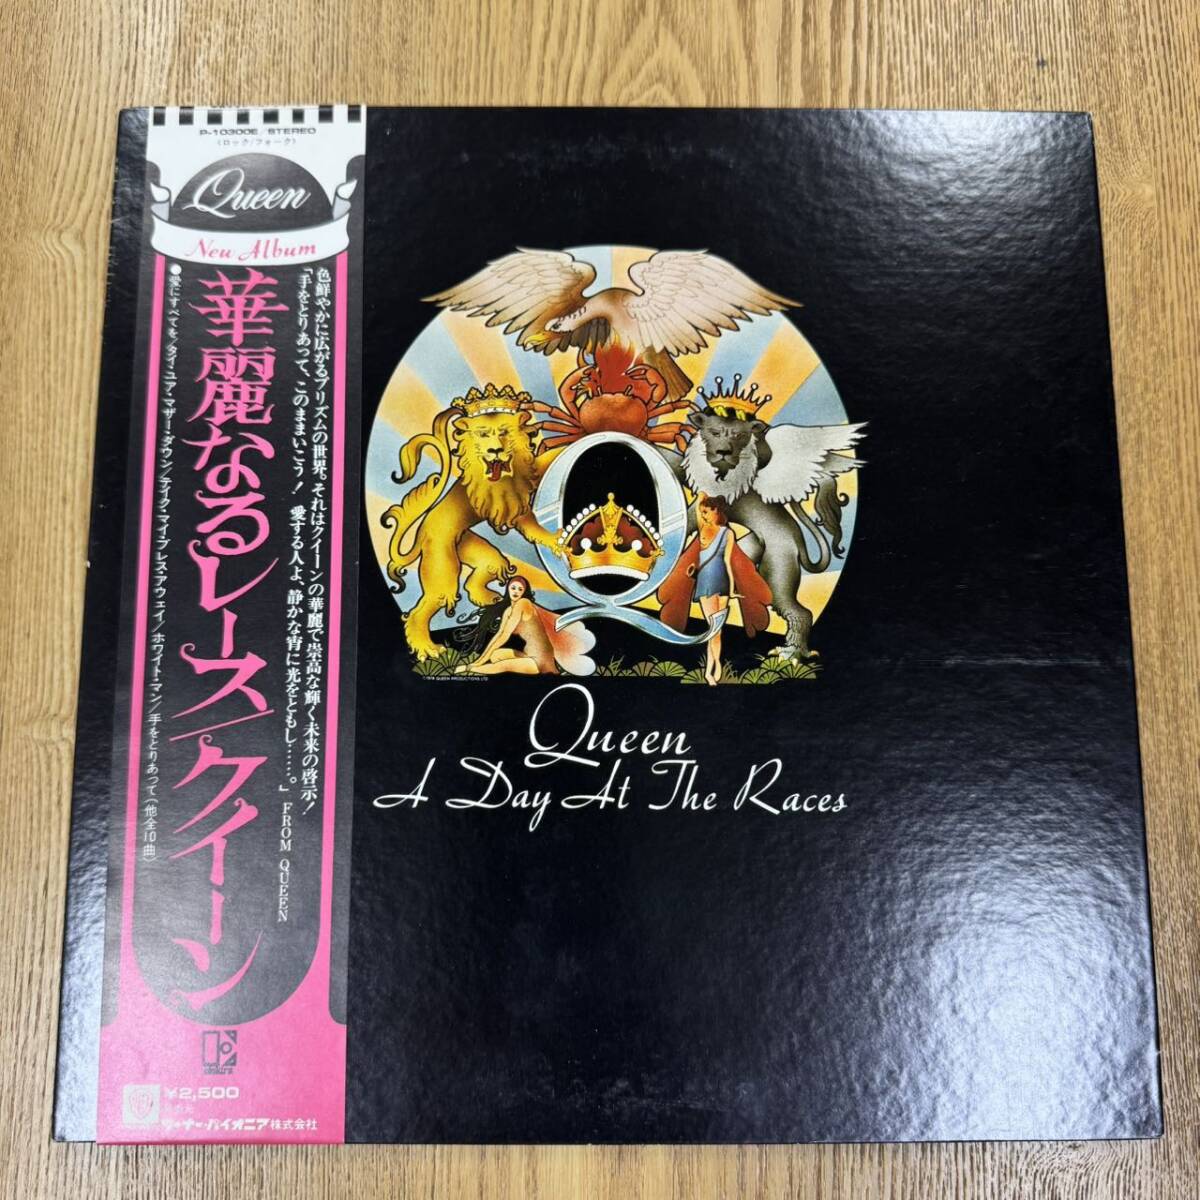 P-10300E/STEREO
(ロック/フォーク)
Queen
New Album
華麗なるレース/クイーン
色鮮やかに広がるプリズムの世界。それはクイーンの華麗で崇高な輝く未来の啓示!
「手をとりあって、このままいこう! 愛する人よ、静かな宵に光をともし……。」 FROM QUEEN
●愛にすべてを/タイ・ユア・マザー・ダウン/テイク・マイ・ブレス・アウェイ/ホワイト・マン/手をとりあって(他全10曲)
elektra
¥2,500
ワーナー・パイオニア株式会社
©1976 QUEEN PRODUCTIONS LTD
Queen
A Day At The Races